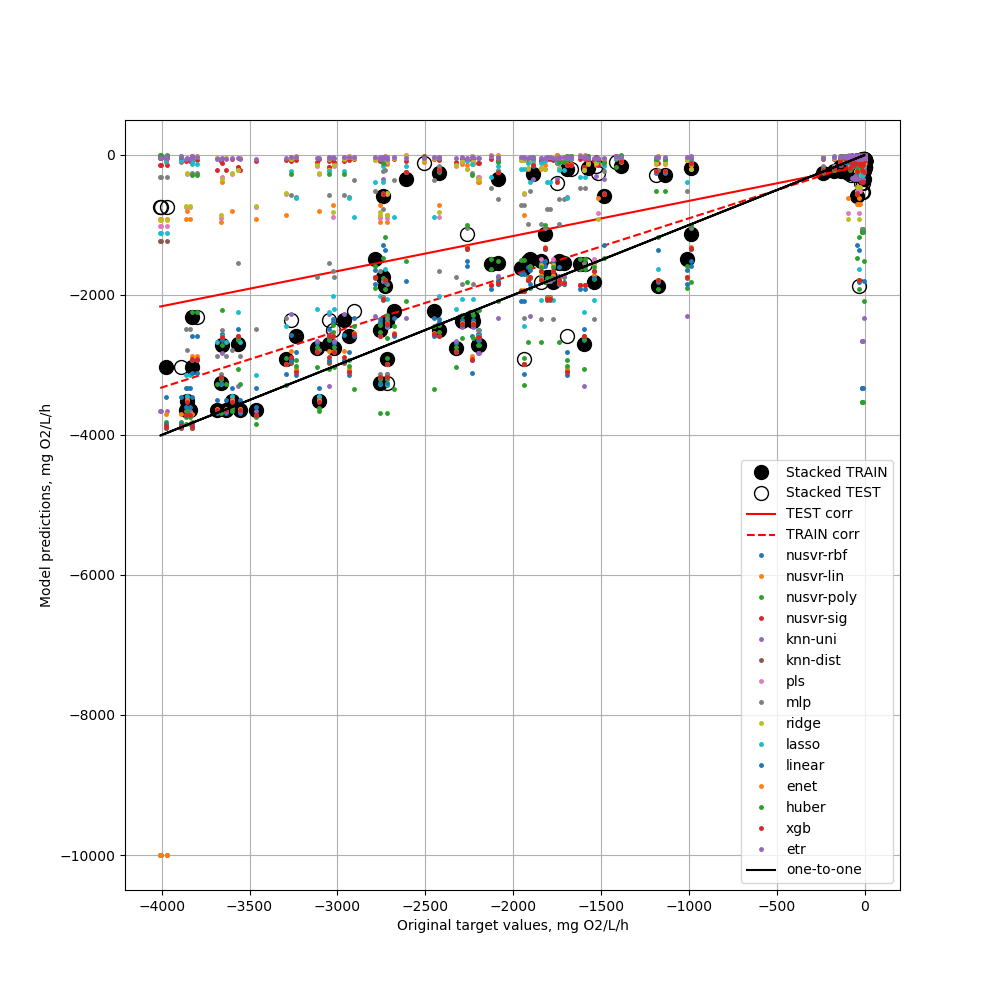 0
−2000
−4000
−6000
−8000
−10000
Model predictions, mg O2/L/h
−4000 −3500 −3000 −2500 −2000 −1500 −1000 −500 0
Original target values, mg O2/L/h
Stacked TRAIN
Stacked TEST
TEST corr
TRAIN corr
nusvr-rbf
nusvr-lin
nusvr-poly
nusvr-sig
knn-uni
knn-dist
pls
mlp
ridge
lasso
linear
enet
huber
xgb
etr
one-to-one